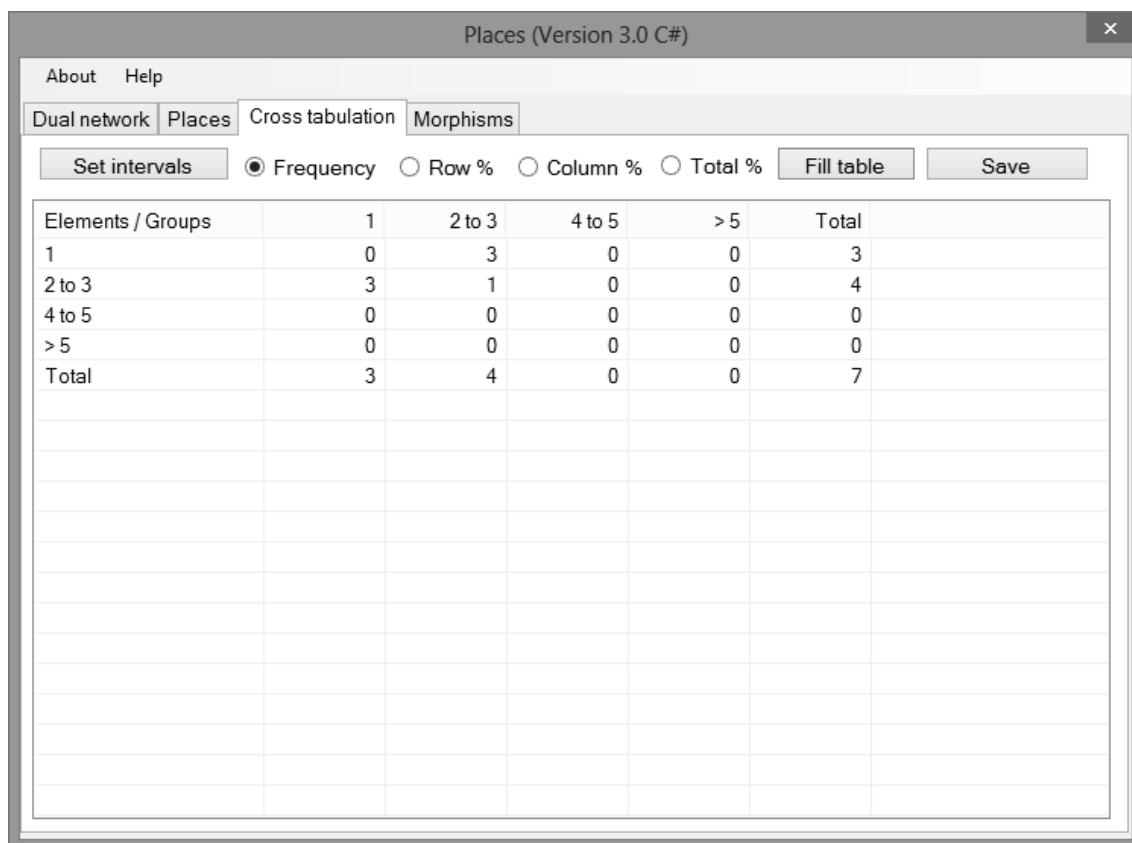 Places (Version 3.0 C#)
×
About Help
Dual network Places Cross tabulation Morphisms
Set intervals Frequency Row % Column % Total % Fill table Save
Elements / Groups 1 2 to 3 4 to 5 > 5 Total
1 0 3 0 0 3
2 to 3 3 1 0 0 4
4 to 5 0 0 0 0 0
> 5 0 0 0 0 0
Total 3 4 0 0 7